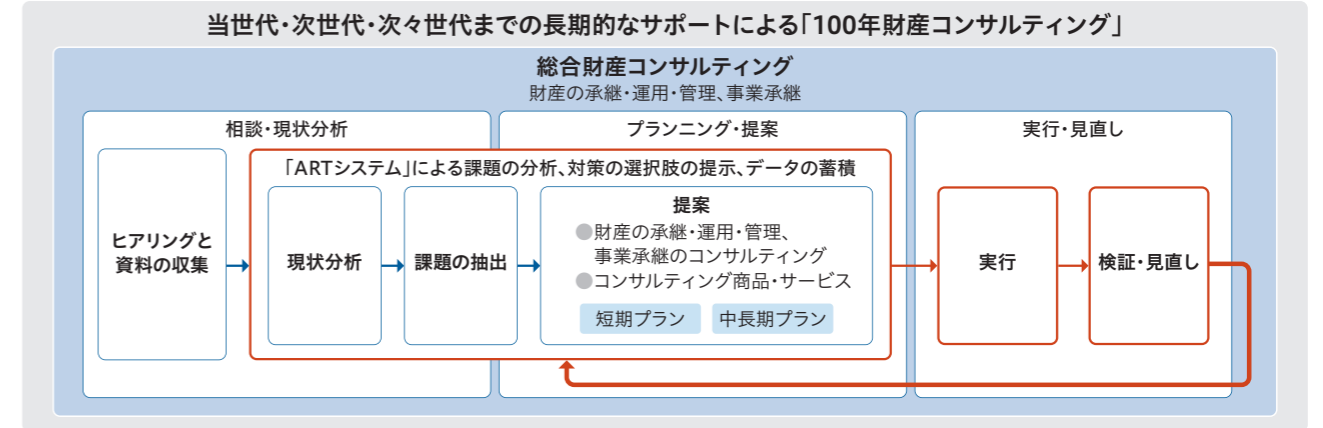 当世代・次世代・次々世代までの長期的なサポートによる｢100年財産コンサルティング｣
総合財産コンサルティング
財産の承継・運用・管理、事業承継
相談・現状分析
プランニング・提案
実行・見直し
｢ARTシステム｣による課題の分析、対策の選択肢の提示、データの蓄積
ヒアリングと
資料の収集
現状分析
課題の抽出
提案
●財産の承継・運用・管理、
事業承継のコンサルティング
●コンサルティング商品・サービス
短期プラン
中長期プラン
実行
検証・見直し